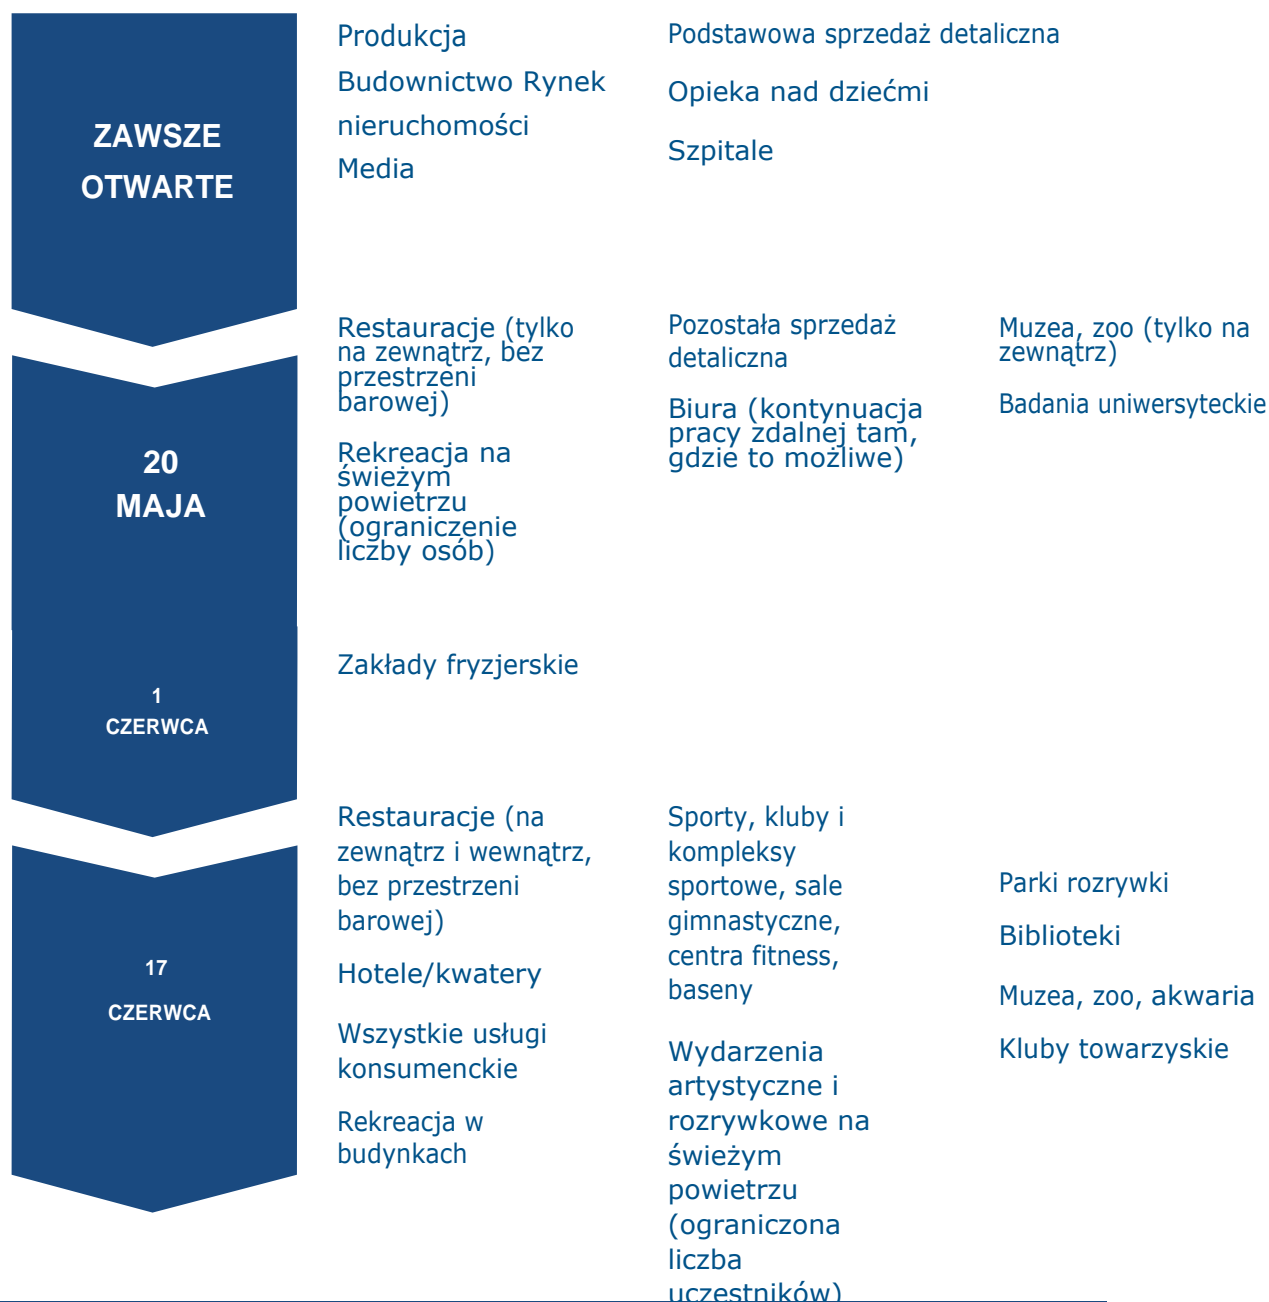 ZAWSZE
OTWARTE
Produkcja
Budownictwo Rynek
nieruchomości
Media
Podstawowa sprzedaż detaliczna
Opieka nad dziećmi
Szpitale
20
MAJA
Restauracje (tylko
na zewnątrz, bez
przestrzeni
barowej)
Rekreacja na
świeżym
powietrzu
(ograniczenie
liczby osób)
Pozostała sprzedaż
detaliczna
Biura (kontynuacja
pracy zdalnej tam,
gdzie to możliwe)
Muzea, zoo (tylko na
zewnątrz)
Badania uniwersyteckie
1
CZERWCA
Zakłady fryzjerskie
17
CZERWCA
Restauracje (na
zewnątrz i wewnątrz,
bez przestrzeni
barowej)
Hotele/kwatery
Wszystkie usługi
konsumenckie
Rekreacja w
budynkach
Sporty, kluby i
kompleksy
sportowe, sale
gimnastyczne,
centra fitness,
baseny
Wydarzenia
artystyczne i
rozrywkowe na
świeżym
powietrzu
(ograniczona
liczba
uczestników)
Parki rozrywki
Biblioteki
Muzea, zoo, akwaria
Kluby towarzyskie